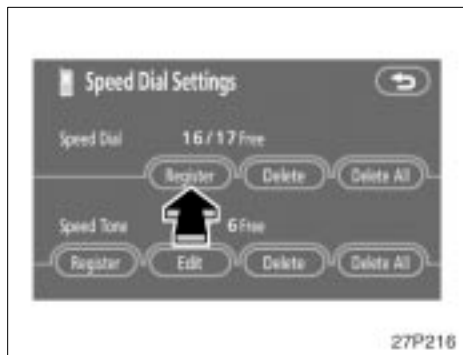 Speed Dial Settings
Speed Dial 16/17 Free
Register Delete Delete All
Speed Tone 6 Free
Register Edit Delete Delete All
27P216